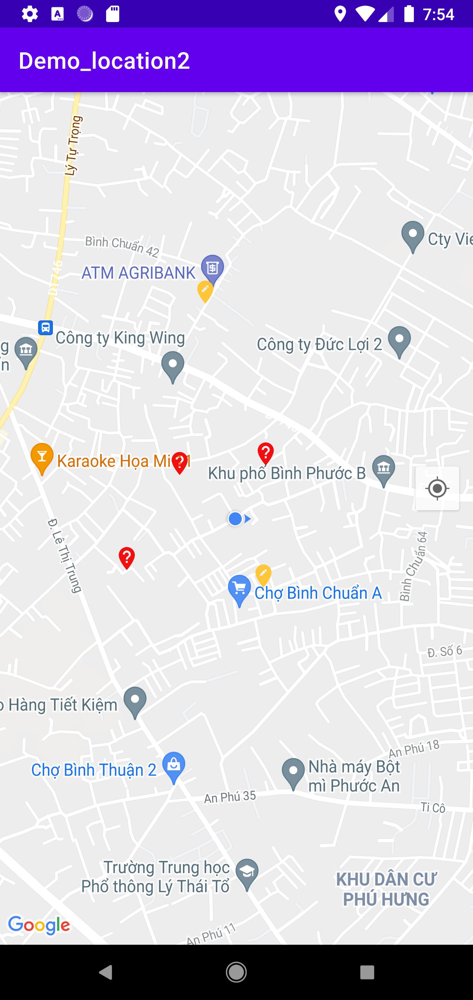 7:54
Demo_location2
Lý Tự Trọng
Bình Chuẩn 42
Cty Vie
ATM AGRIBANK
DT746
Công ty King Wing
Công ty Đức Lợi 2
g
n
Karaoke Họa Mi 1
Khu phố Bình Phước B
Đ. Lê Thị Trung
Bình Chuẩn 64
Chợ Bình Chuẩn A
Đ. Số 6
o Hàng Tiết Kiệm
An Phú 18
Chợ Bình Thuận 2
Nhà máy Bột
mì Phước An
An Phú 35
Ti Cô
Trường Trung học
Phổ thông Lý Thái Tổ
KHU DÂN CƯ
PHÚ HƯNG
Google
An Phú 11